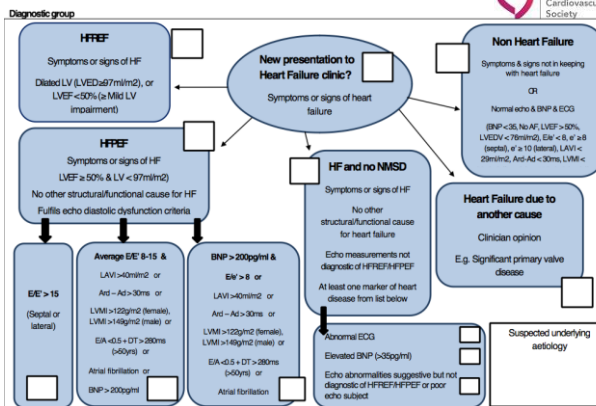 Cardiovascu
Society
Diagnostic group
HFREF
Symptoms or signs of HF
Dilated LV (LVED≥97ml/m2), or
LVEF <50% (≥ Mild LV
impairment)
New presentation to
Heart Failure clinic?
Symptoms or signs of heart
failure
Non Heart Failure
Symptoms & signs not in keeping
with heart failure
OR
Normal echo & BNP & ECG
(BNP <35, No AF, LVEF > 50%,
LVEDV < 76ml/m2), E/e' < 8, e' ≥ 8
(septal), e' ≥ 10 (lateral), LAVI <
29ml/m2, Ard-Ad < 30ms, LVMI <
HFPEF
Symptoms or signs of HF
LVEF ≥ 50% & LV < 97ml/m2)
No other structural/functional cause for HF
Fulfils echo diastolic dysfunction criteria
HF and no NMSD
Symptoms or signs of HF
No other
structural/functional cause
for heart failure
Echo measurements not
diagnostic of HFREF/HFPEF
At least one marker of heart
disease from list below
Heart Failure due to
another cause
Clinician opinion
E.g. Significant primary valve
disease
E/E' > 15
(Septal or
lateral)
Average E/E' 8-15 &
LAVI >40ml/m2 or
Ard – Ad > 30ms or
LVMI >122g/m2 (female),
LVMI >149g/m2 (male) or
E/A <0.5 + DT > 280ms
(>50yrs) or
Atrial fibrillation or
BNP > 200pg/ml
BNP > 200pg/ml &
E/e' > 8 or
LAVI >40ml/m2 or
Ard – Ad > 30ms or
LVMI >122g/m2 (female),
LVMI >149g/m2 (male) or
E/A <0.5 + DT > 280ms
(>50yrs) or
Atrial fibrillation
Abnormal ECG
Elevated BNP (>35pg/ml)
Echo abnormalities suggestive but not
diagnostic of HFREF/HFPEF or poor
echo subject
Suspected underlying
aetiology